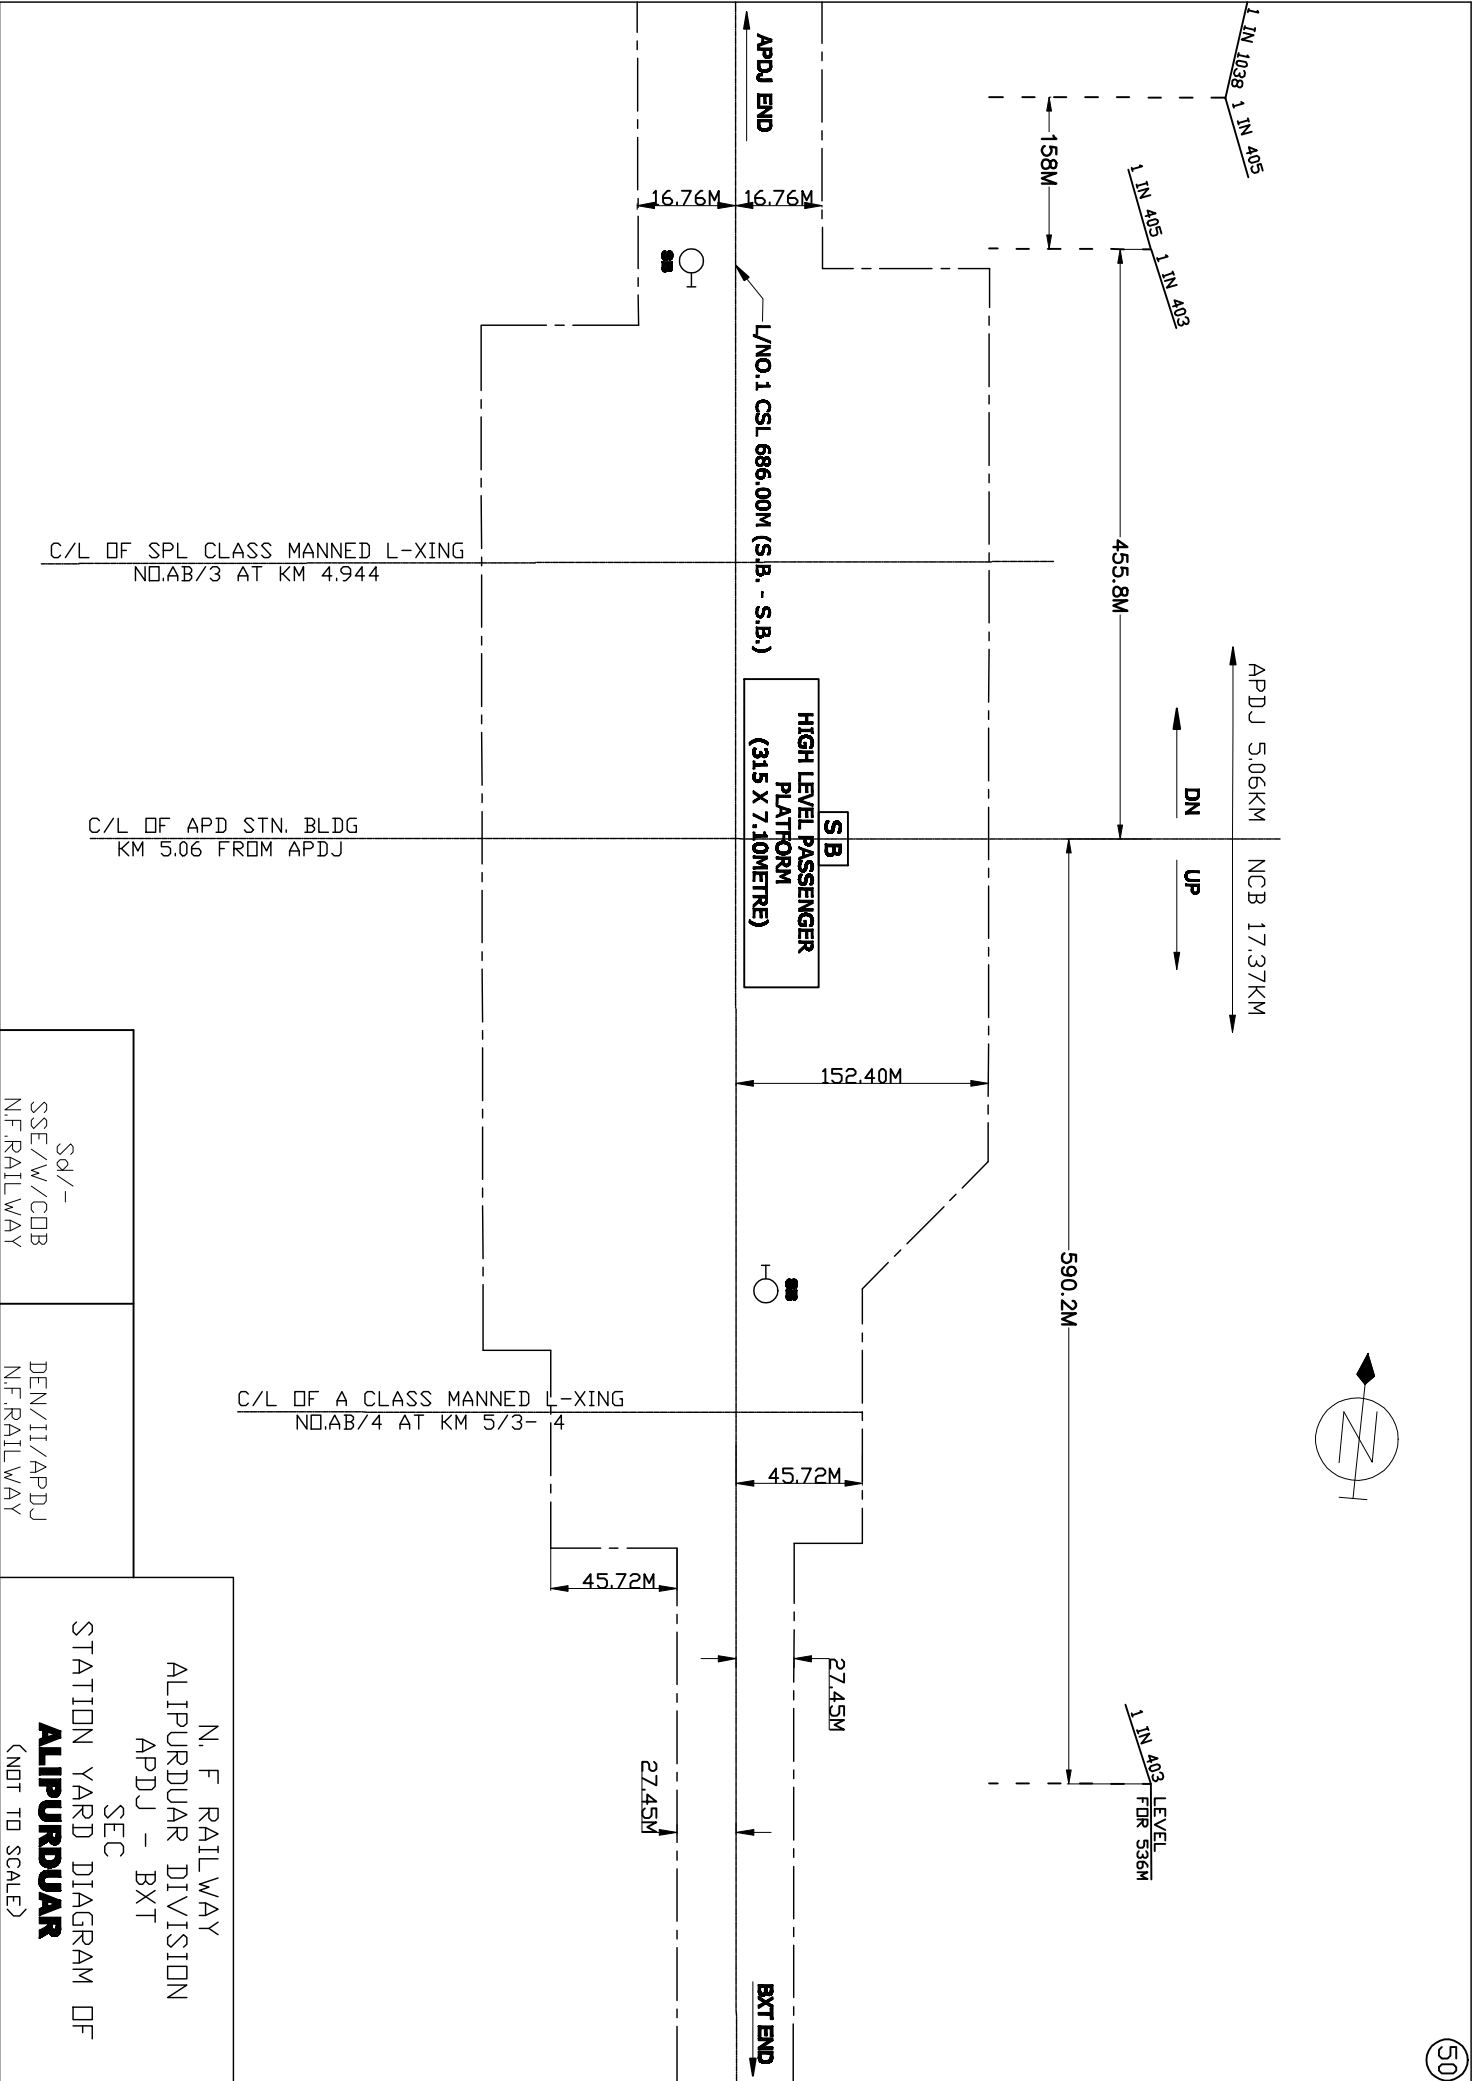 50
1 IN 1038
1 IN 405
158M
1 IN 405
1 IN 403
455.8M
APDJ 5.06KM
NCB 17.37KM
DN
UP
590.2M
1 IN 403
LEVEL
FOR 536M
APDJ END
16.76M
16.76M
SIB
L/NO.1 CSL 686.00M (S.B. - S.B.)
S B
HIGH LEVEL PASSENGER
PLATFORM
(315 X 7.10METRE)
152.40M
45.72M
45.72M
27.45M
27.45M
BXT END
C/L OF SPL CLASS MANNED L-XING
NO.AB/3 AT KM 4.944
C/L OF APD STN. BLDG
KM 5.06 FROM APDJ
C/L OF A CLASS MANNED L-XING
NO.AB/4 AT KM 5/3- 4
Sd/-
SSE/W/COB
N.F.RAILWAY
DEN/II/APDJ
N.F.RAILWAY
N. F RAILWAY
ALIPURDUAR DIVISION
APDJ - BXT
SEC
STATION YARD DIAGRAM OF
ALIPURDUAR
(NOT TO SCALE)